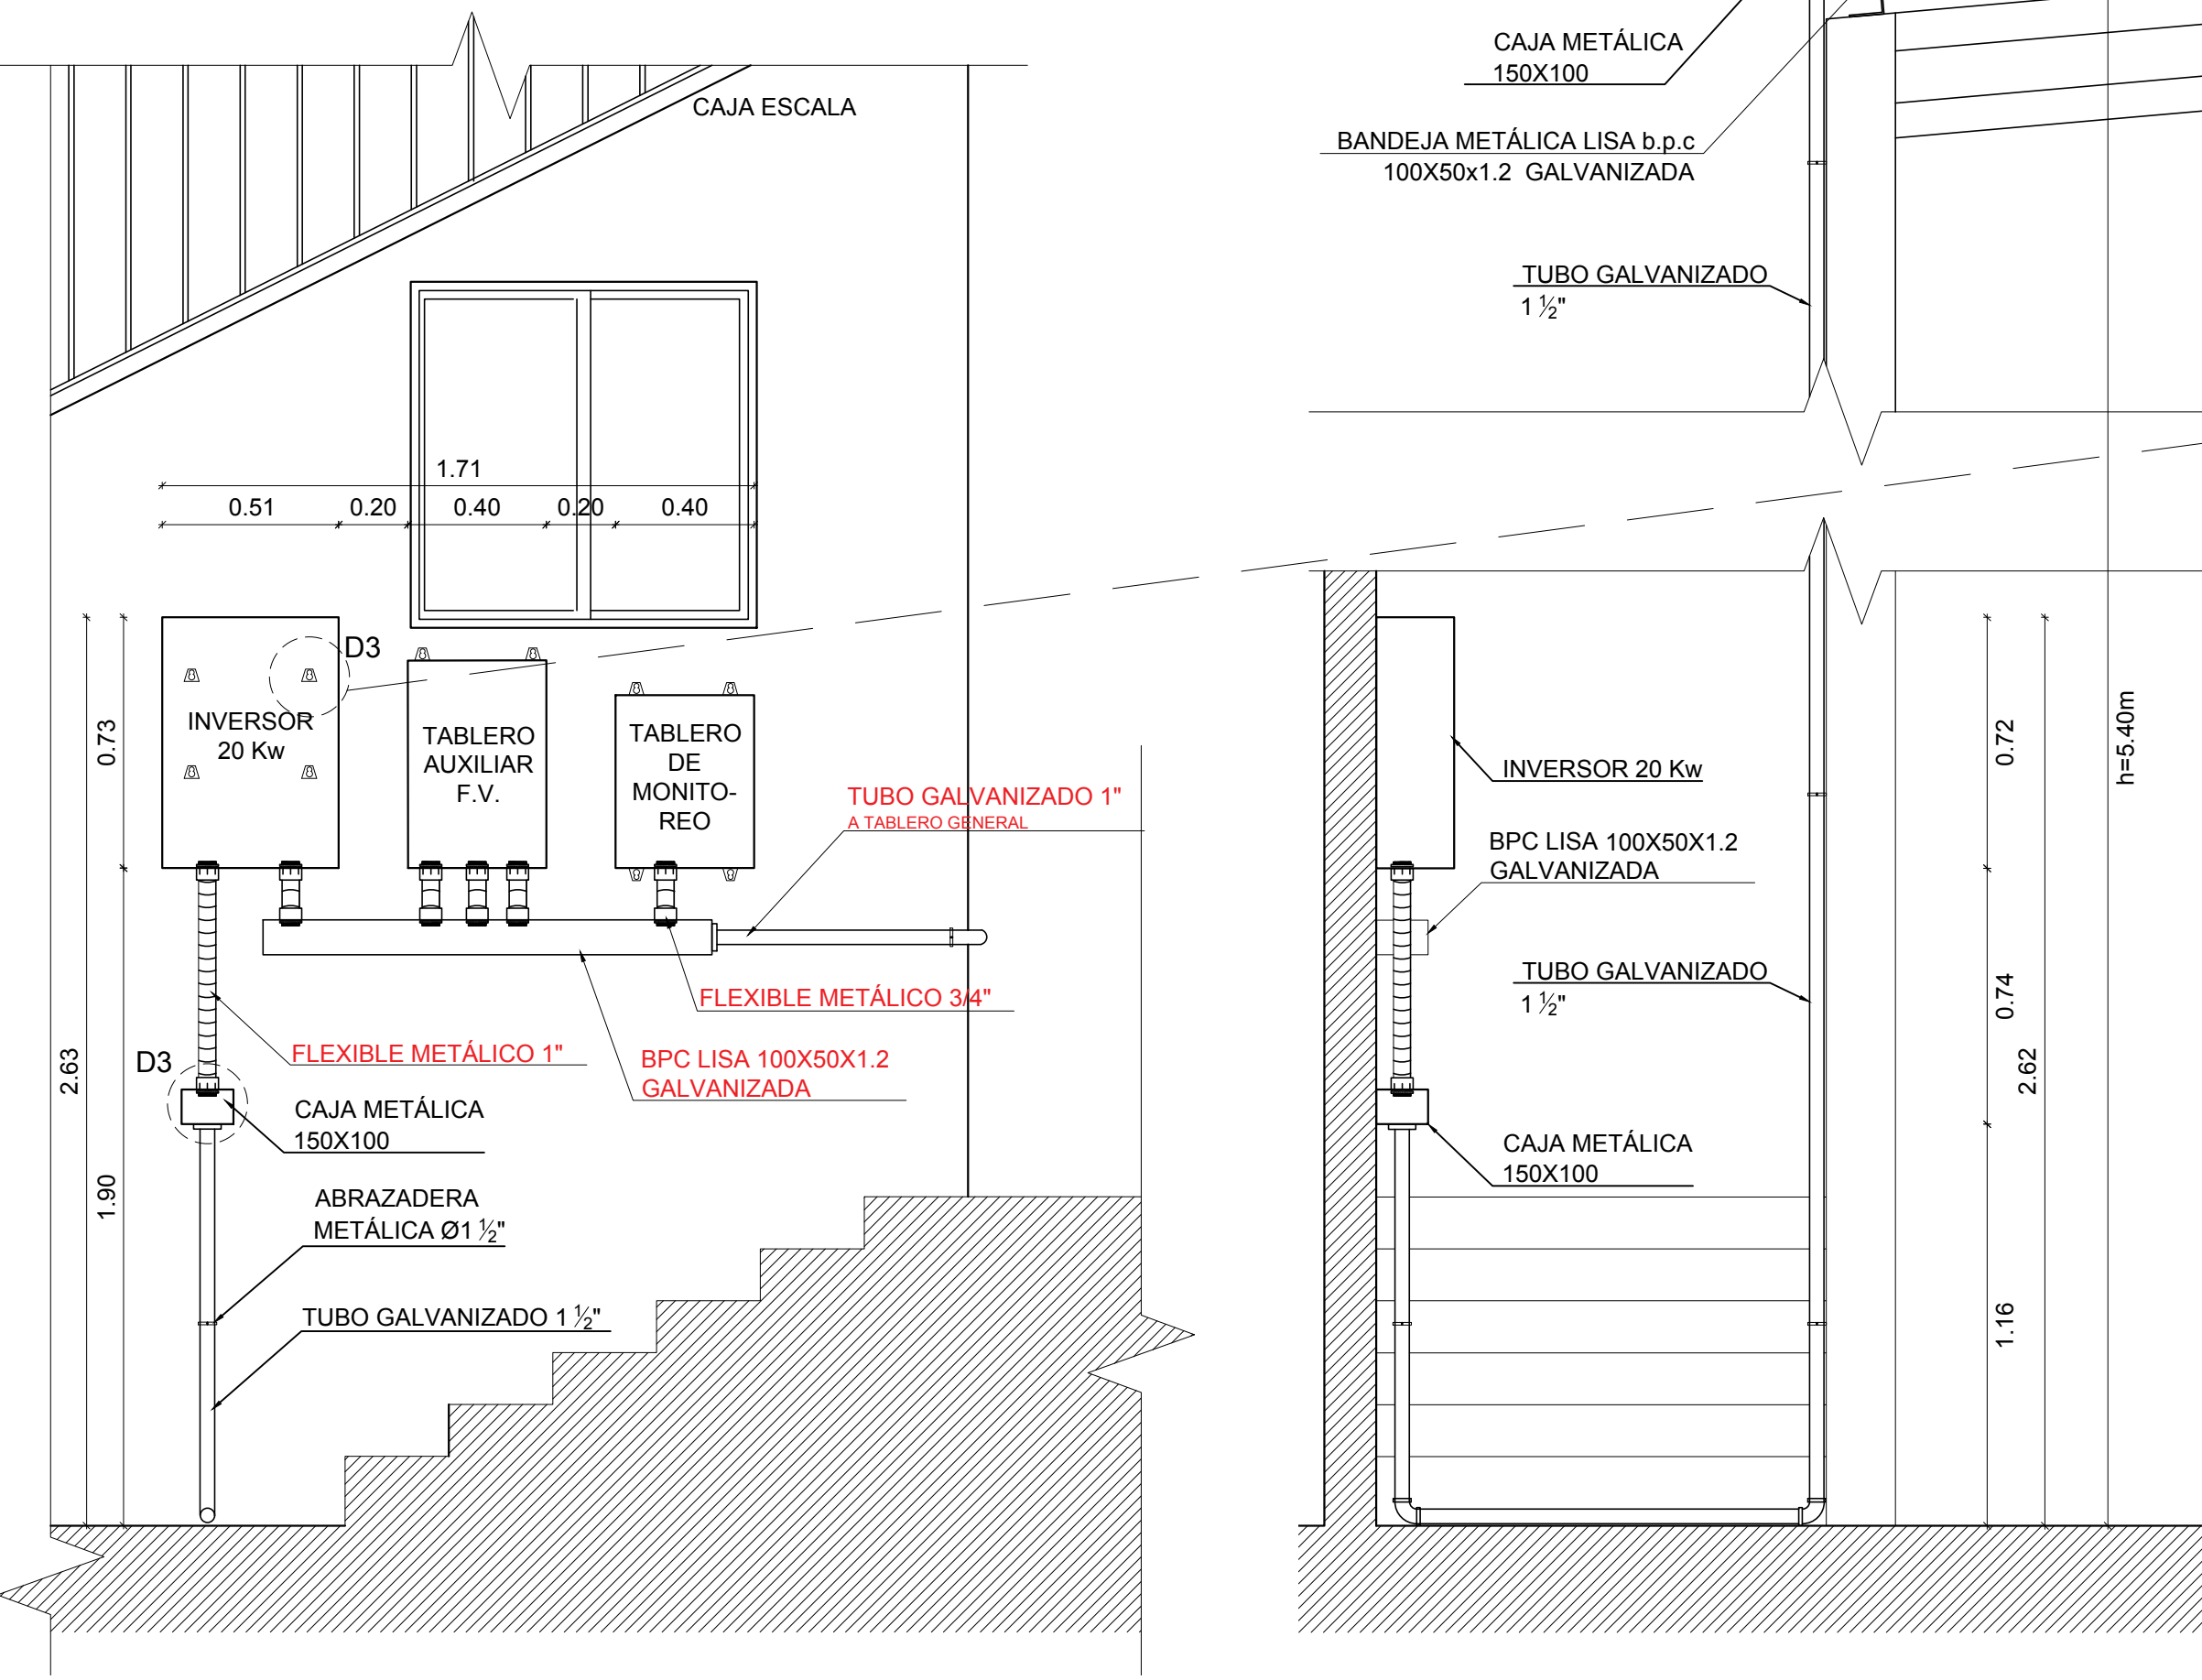 CAJA ESCALA
1.71
0.51
0.20
0.40
0.20
0.40
D3
INVERSOR
20 Kw
TABLERO
AUXILIAR
F.V.
TABLERO
DE
MONITO-
REO
0.73
2.63
1.90
TUBO GALVANIZADO 1"
A TABLERO GENERAL
FLEXIBLE METÁLICO 3/4"
FLEXIBLE METÁLICO 1"
BPC LISA 100X50X1.2
GALVANIZADA
D3
CAJA METÁLICA
150X100
ABRAZADERA
METÁLICA Ø1 ½"
TUBO GALVANIZADO 1 ½"
CAJA METÁLICA
150X100
BANDEJA METÁLICA LISA b.p.c
100X50x1.2 GALVANIZADA
TUBO GALVANIZADO
1 ½"
INVERSOR 20 Kw
BPC LISA 100X50X1.2
GALVANIZADA
TUBO GALVANIZADO
1 ½"
CAJA METÁLICA
150X100
0.72
0.74
2.62
1.16
h=5.40m